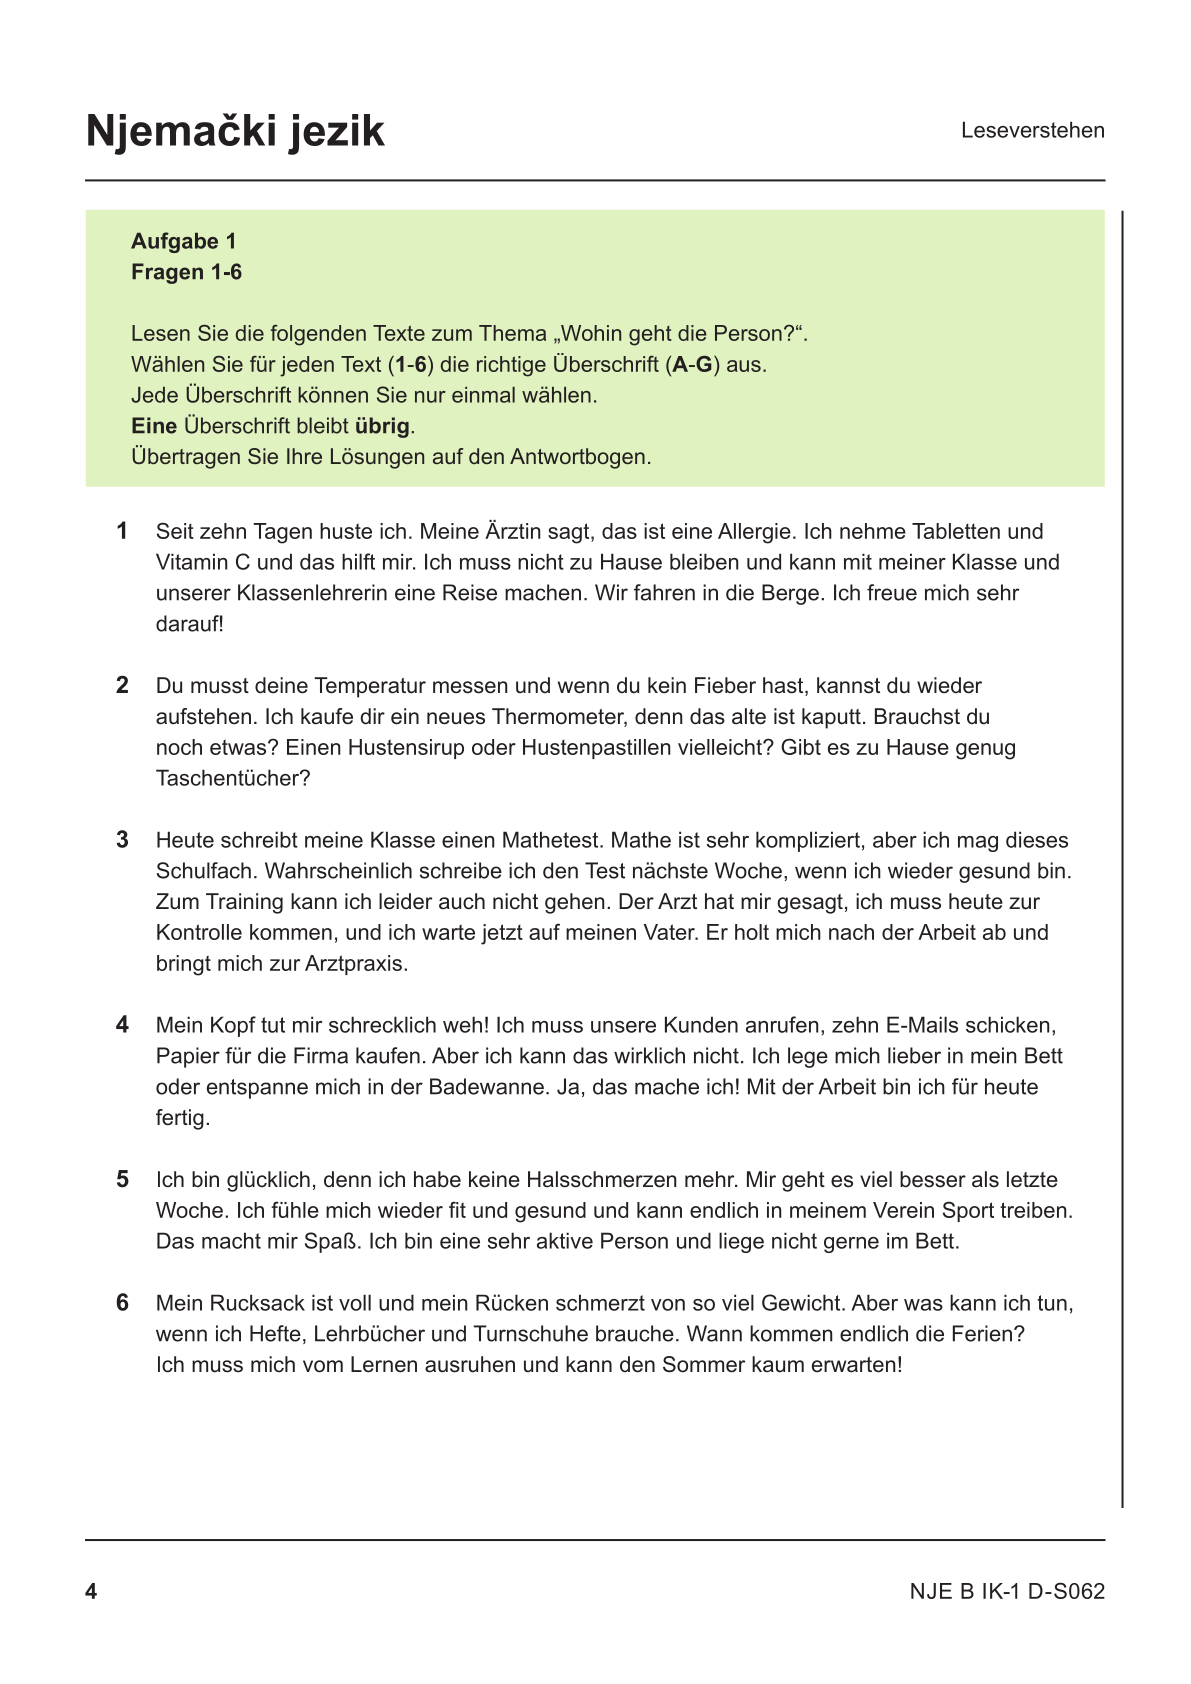 Njemački jezik
Leseverstehen
Aufgabe 1
Fragen 1-6
Lesen Sie die folgenden Texte zum Thema „Wohin geht die Person?“.
Wählen Sie für jeden Text (1-6) die richtige Überschrift (A-G) aus.
Jede Überschrift können Sie nur einmal wählen.
Eine Überschrift bleibt übrig.
Übertragen Sie Ihre Lösungen auf den Antwortbogen.
1 Seit zehn Tagen huste ich. Meine Ärztin sagt, das ist eine Allergie. Ich nehme Tabletten und
Vitamin C und das hilft mir. Ich muss nicht zu Hause bleiben und kann mit meiner Klasse und
unserer Klassenlehrerin eine Reise machen. Wir fahren in die Berge. Ich freue mich sehr
darauf!
2 Du musst deine Temperatur messen und wenn du kein Fieber hast, kannst du wieder
aufstehen. Ich kaufe dir ein neues Thermometer, denn das alte ist kaputt. Brauchst du
noch etwas? Einen Hustensirup oder Hustenpastillen vielleicht? Gibt es zu Hause genug
Taschentücher?
3 Heute schreibt meine Klasse einen Mathetest. Mathe ist sehr kompliziert, aber ich mag dieses
Schulfach. Wahrscheinlich schreibe ich den Test nächste Woche, wenn ich wieder gesund bin.
Zum Training kann ich leider auch nicht gehen. Der Arzt hat mir gesagt, ich muss heute zur
Kontrolle kommen, und ich warte jetzt auf meinen Vater. Er holt mich nach der Arbeit ab und
bringt mich zur Arztpraxis.
4 Mein Kopf tut mir schrecklich weh! Ich muss unsere Kunden anrufen, zehn E-Mails schicken,
Papier für die Firma kaufen. Aber ich kann das wirklich nicht. Ich lege mich lieber in mein Bett
oder entspanne mich in der Badewanne. Ja, das mache ich! Mit der Arbeit bin ich für heute
fertig.
5 Ich bin glücklich, denn ich habe keine Halsschmerzen mehr. Mir geht es viel besser als letzte
Woche. Ich fühle mich wieder fit und gesund und kann endlich in meinem Verein Sport treiben.
Das macht mir Spaß. Ich bin eine sehr aktive Person und liege nicht gerne im Bett.
6 Mein Rucksack ist voll und mein Rücken schmerzt von so viel Gewicht. Aber was kann ich tun,
wenn ich Hefte, Lehrbücher und Turnschuhe brauche. Wann kommen endlich die Ferien?
Ich muss mich vom Lernen ausruhen und kann den Sommer kaum erwarten!
4
NJE B IK-1 D-S062